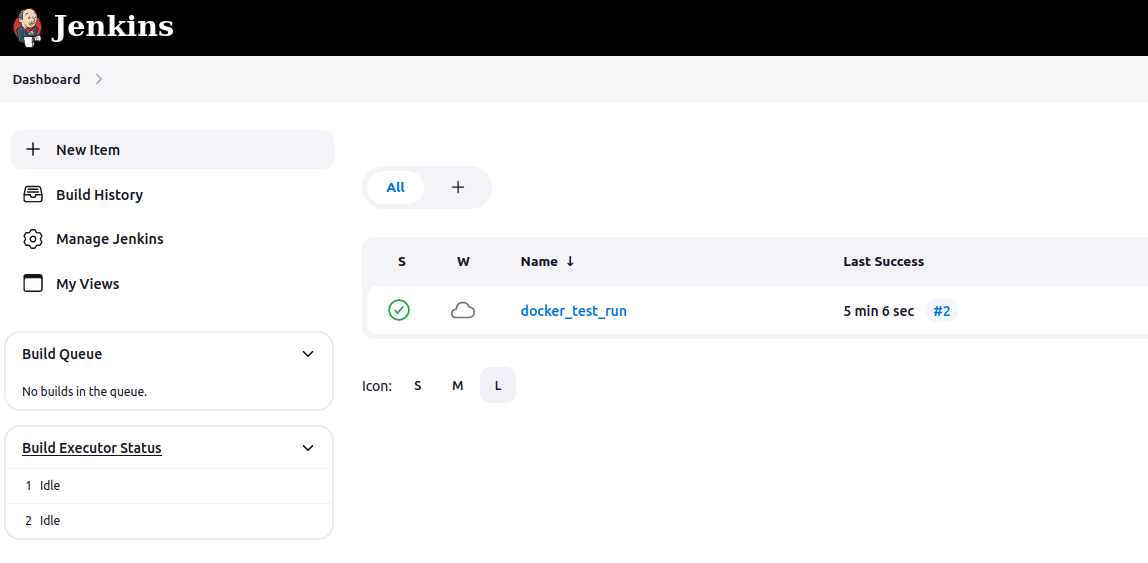 Jenkins
Dashboard
New Item
Build History
Manage Jenkins
My Views
Build Queue
No builds in the queue.
Build Executor Status
1 Idle
2 Idle
All +
S W Name ↓ Last Success
docker_test_run 5 min 6 sec #2
Icon: S M L